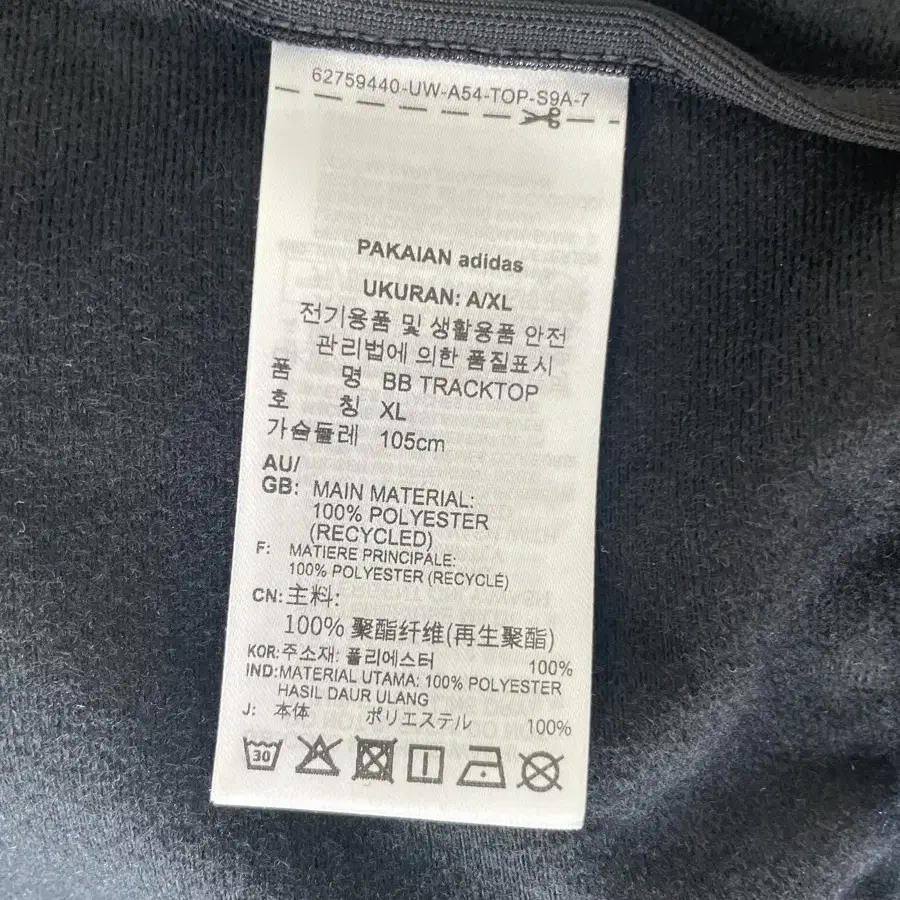 62759440-UW-A54-TOP-S9A-7
PAKAIAN adidas
UKURAN: A/XL
전기용품 및 생활용품 안전
관리법에 의한 품질표시
품 명 BB TRACKTOP
호 칭 XL
가슴둘레 105cm
AU/
GB: MAIN MATERIAL:
100% POLYESTER
(RECYCLED)
F: MATIERE PRINCIPALE:
100% POLYESTER (RECYCLÉ)
CN: 主料:
100% 聚酯纤维(再生聚酯)
KOR: 주소재: 폴리에스터 100%
IND: MATERIAL UTAMA: 100% POLYESTER
HASIL DAUR ULANG
J: 本体 ポリエステル 100%
30